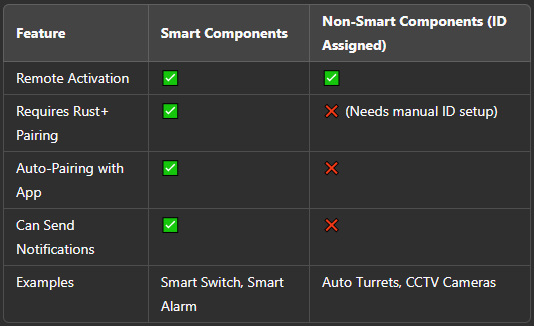 Feature Smart Components Non-Smart Components (ID Assigned)
Remote Activation ✅ ✅
Requires Rust+ Pairing ✅ ❌ (Needs manual ID setup)
Auto-Pairing with App ✅ ❌
Can Send Notifications ✅ ❌
Examples Smart Switch, Smart Alarm Auto Turrets, CCTV Cameras